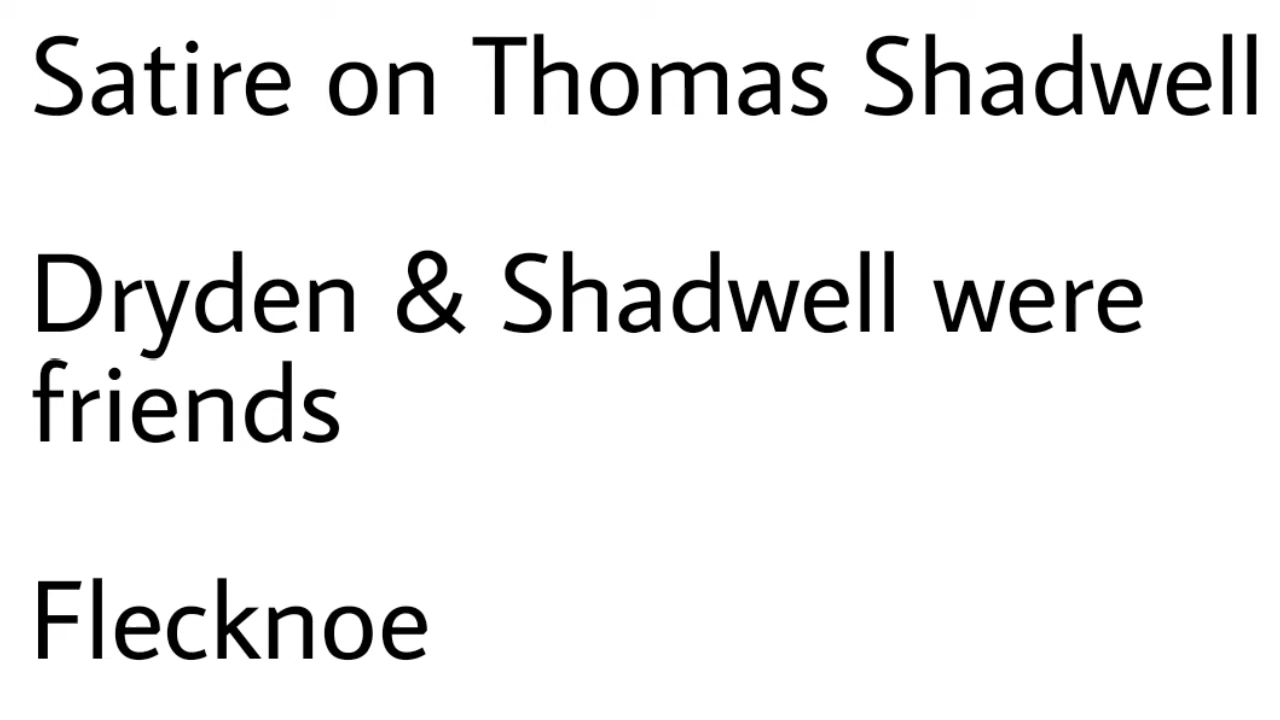 Satire on Thomas Shadwell
Dryden & Shadwell were
friends
Flecknoe